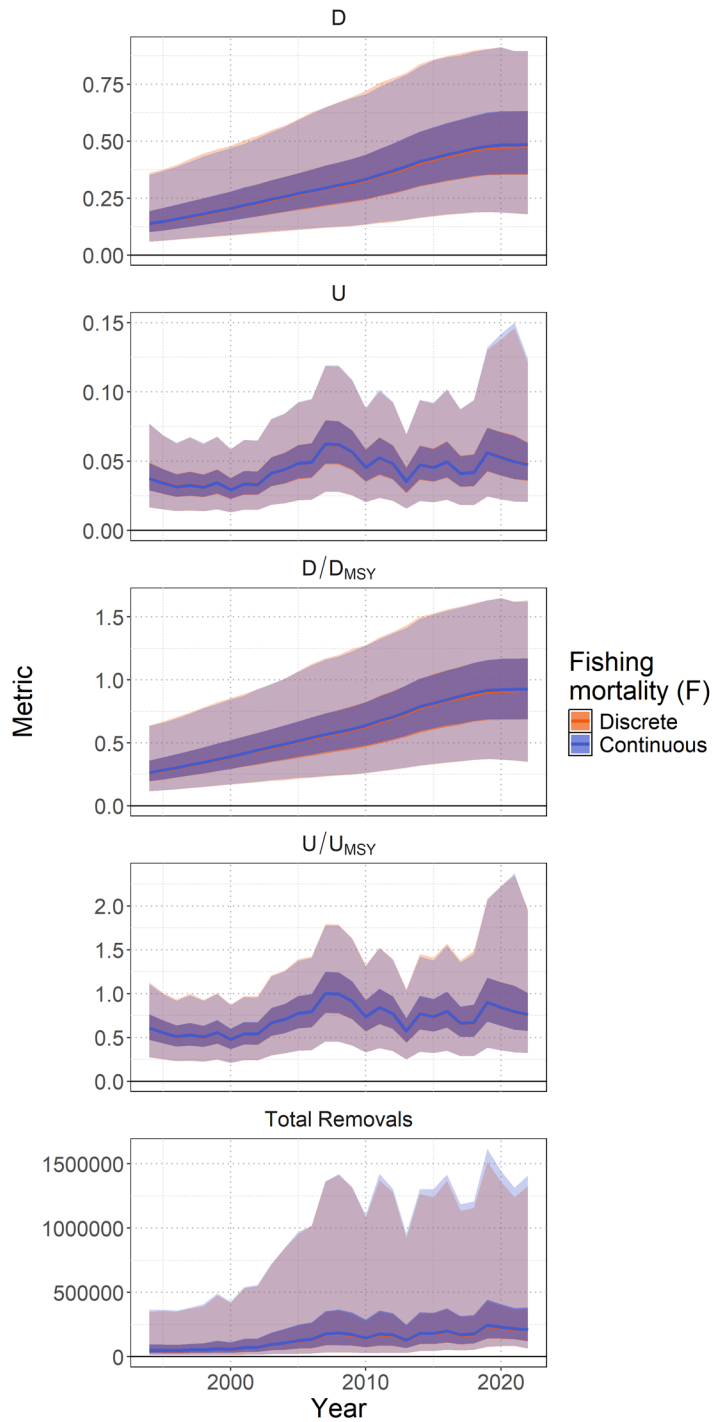 D
0.75
0.50
0.25
0.00
U
0.15
0.10
0.05
0.00
D/D_MSY
1.5
1.0
0.5
0.0
U/U_MSY
2.0
1.5
1.0
0.5
0.0
Total Removals
1500000
1000000
500000
0
2000 2010 2020
Year
Metric
Fishing
mortality (F)
Discrete
Continuous